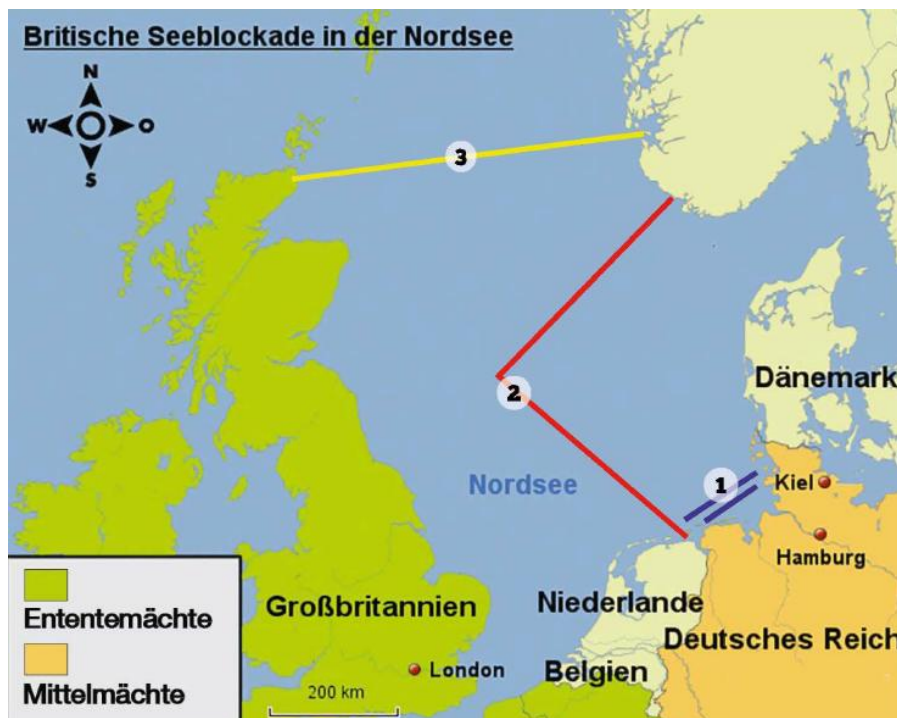 Britische Seeblockade in der Nordsee
N
W O
S
3
2
Dänemark
1
Nordsee
Kiel
Hamburg
Ententemächte
Mittelmächte
Großbritannien
Niederlande
Deutsches Reich
Belgien
London
200 km